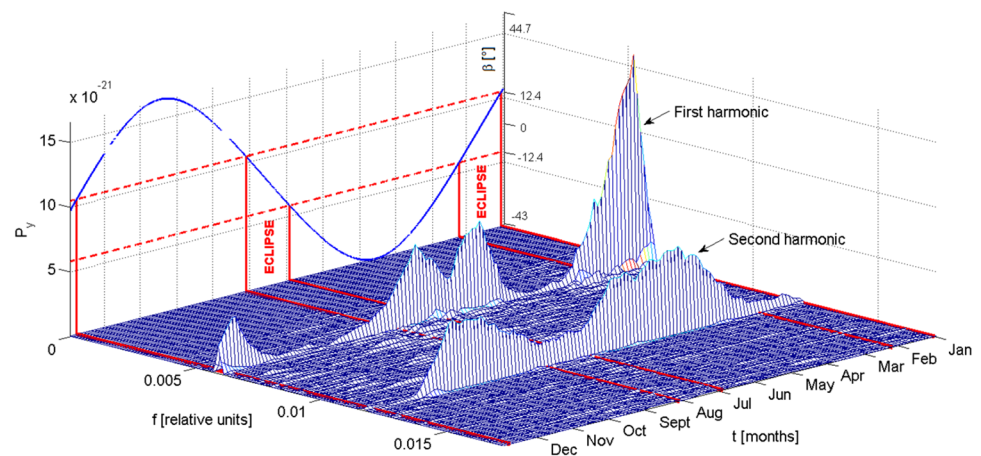 44.7
β [°]
x 10⁻²¹
12.4
First harmonic
15
0
-12.4
10
ECLIPSE
P_y
-43
ECLIPSE
Second harmonic
5
0
Jan
Feb
Mar
Apr
May
Jun
Jul
Aug
Sept
Oct
Nov
Dec
t [months]
0.005
0.01
0.015
f [relative units]